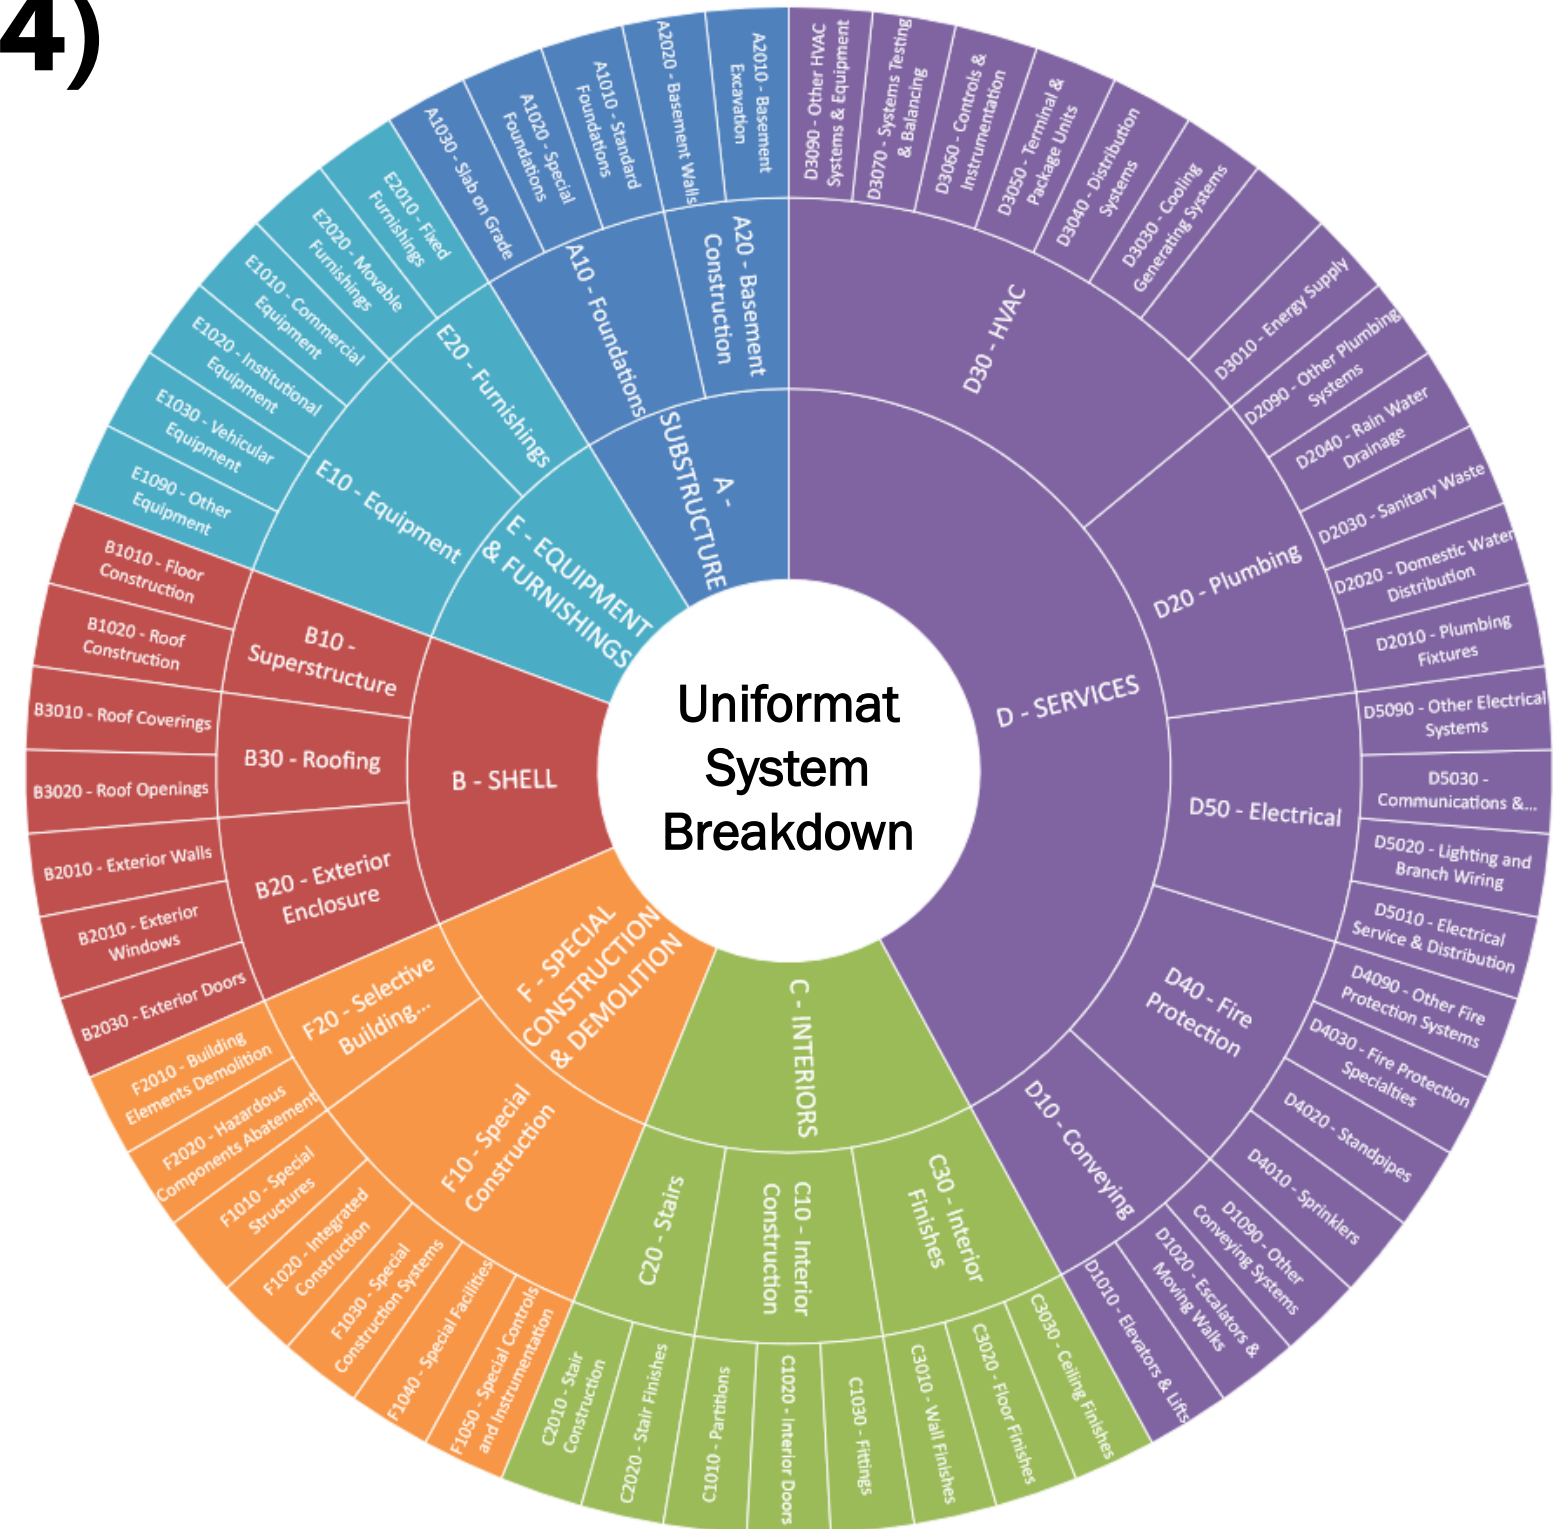 4)
Uniformat
System
Breakdown
D - SERVICES
D30 - HVAC
D3090 - Other HVAC
Systems & Equipment
D3070 - Systems Testing
& Balancing
D3060 - Controls &
Instrumentation
D3050 - Terminal &
Package Units
D3040 - Distribution
Systems
D3030 - Cooling
Generating Systems
D3010 - Energy Supply
D20 - Plumbing
D2090 - Other Plumbing
Systems
D2040 - Rain Water
Drainage
D2030 - Sanitary Waste
D2020 - Domestic Water
Distribution
D2010 - Plumbing
Fixtures
D50 - Electrical
D5090 - Other Electrical
Systems
D5030 -
Communications &...
D5020 - Lighting and
Branch Wiring
D5010 - Electrical
Service & Distribution
D40 - Fire
Protection
D4090 - Other Fire
Protection Systems
D4030 - Fire Protection
Specialties
D4020 - Standpipes
D4010 - Sprinklers
D10 - Conveying
D1090 - Other
Conveying Systems
D1020 - Escalators &
Moving Walks
D1010 - Elevators & Lifts
C - INTERIORS
C30 - Interior
Finishes
C3030 - Ceiling Finishes
C3020 - Floor Finishes
C3010 - Wall Finishes
C10 - Interior
Construction
C1030 - Fittings
C1020 - Interior Doors
C1010 - Partitions
C20 - Stairs
C2020 - Stair Finishes
C2010 - Stair
Construction
F - SPECIAL
CONSTRUCTION
& DEMOLITION
F10 - Special
Construction
F1050 - Special Controls
and Instrumentation
F1040 - Special Facilities
F1030 - Special
Construction Systems
F1020 - Integrated
Construction
F1010 - Special
Structures
F20 - Selective
Building...
F2020 - Hazardous
Components Abatement
F2010 - Building
Elements Demolition
B - SHELL
B20 - Exterior
Enclosure
B2030 - Exterior Doors
B2010 - Exterior
Windows
B2010 - Exterior Walls
B30 - Roofing
B3020 - Roof Openings
B3010 - Roof Coverings
B10 -
Superstructure
B1020 - Roof
Construction
B1010 - Floor
Construction
E - EQUIPMENT
& FURNISHINGS
E10 - Equipment
E1090 - Other
Equipment
E1030 - Vehicular
Equipment
E1020 - Institutional
Equipment
E1010 - Commercial
Equipment
E20 - Furnishings
E2020 - Movable
Furnishings
E2010 - Fixed
Furnishings
A -
SUBSTRUCTURE
A10 - Foundations
A1030 - Slab on Grade
A1020 - Special
Foundations
A1010 - Standard
Foundations
A20 - Basement
Construction
A2020 - Basement Walls
A2010 - Basement
Excavation